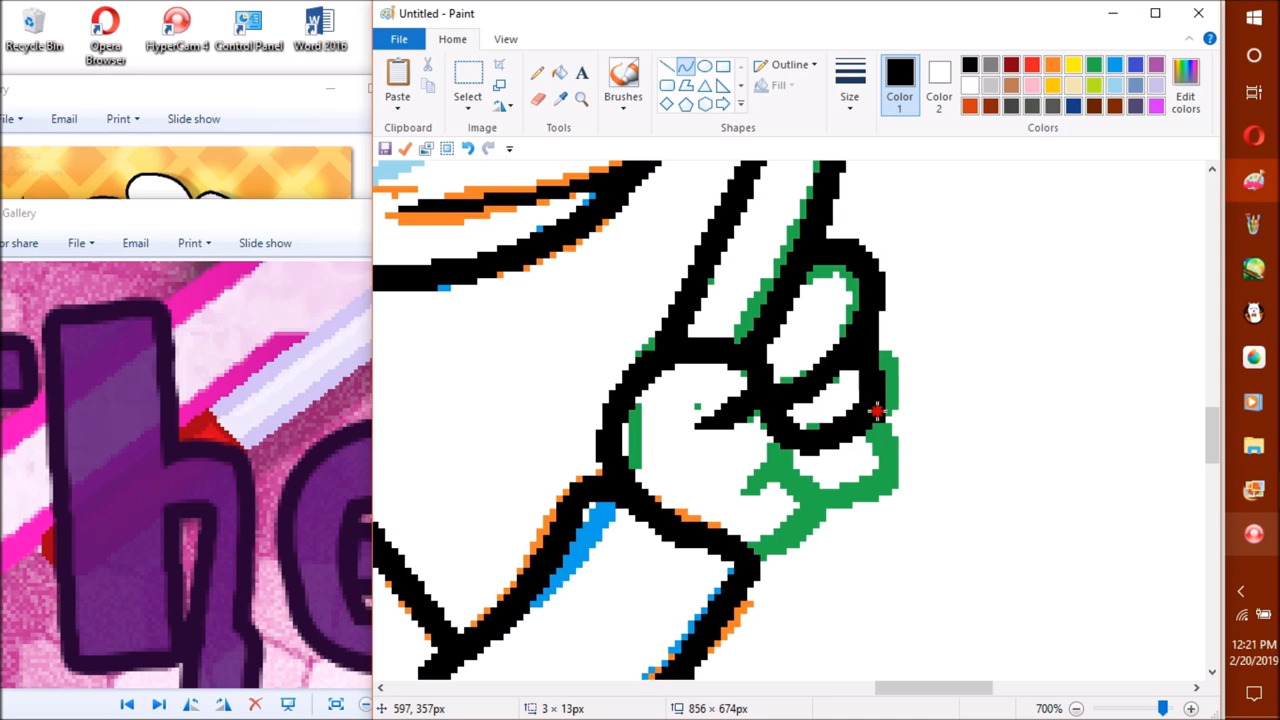 Recycle Bin
Opera Browser
HyperCam 4
Control Panel
Word 2016
Email
Print
Slide show
Gallery
or share
File
Email
Print
Slide show
he
Untitled - Paint
File
Home
View
Paste
Clipboard
Select
Image
Tools
Brushes
Outline
Fill
Shapes
Size
Color 1
Color 2
Edit colors
Colors
597, 357px
3 × 13px
856 × 674px
700%
12:21 PM
2/20/2019